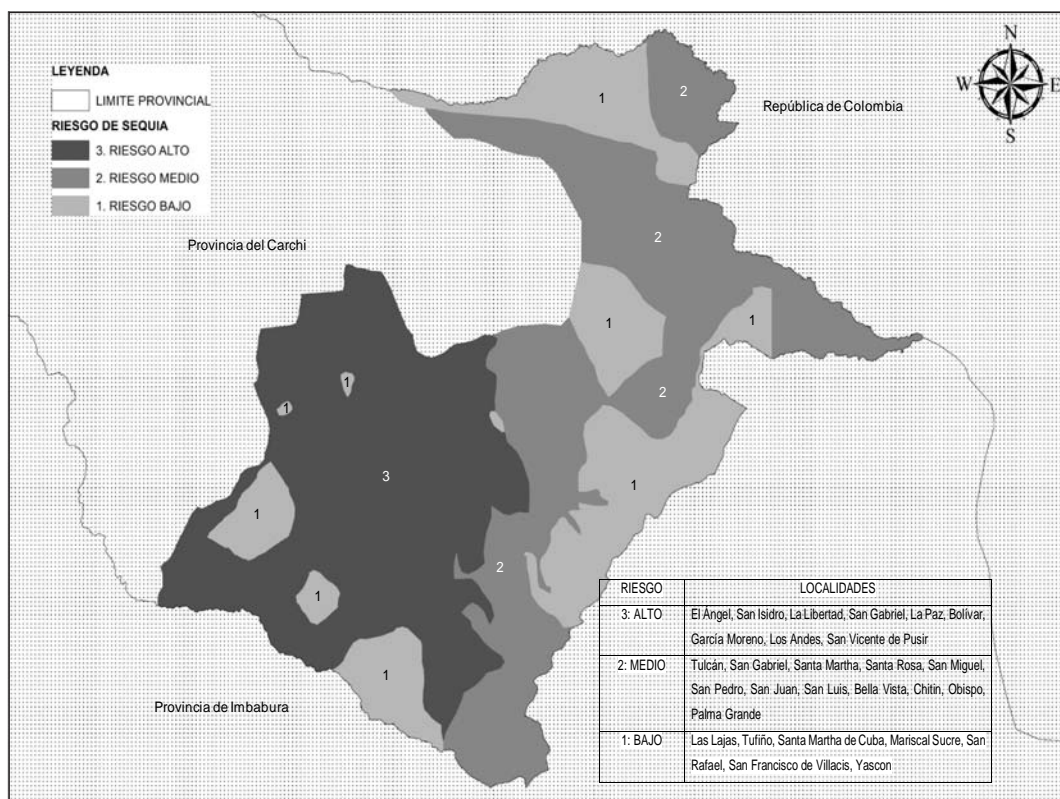 N
W
E
S
LEYENDA
LIMITE PROVINCIAL
RIESGO DE SEQUIA
3. RIESGO ALTO
2. RIESGO MEDIO
1. RIESGO BAJO
1
2
República de Colombia
2
Provincia del Carchi
1
1
1
1
2
3
1
1
2
1
1
Provincia de Imbabura
RIESGO
LOCALIDADES
3: ALTO
El Ángel, San Isidro, La Libertad, San Gabriel, La Paz, Bolívar,
García Moreno, Los Andes, San Vicente de Pusir
2: MEDIO
Tulcán, San Gabriel, Santa Martha, Santa Rosa, San Miguel,
San Pedro, San Juan, San Luis, Bella Vista, Chitin, Obispo,
Palma Grande
1: BAJO
Las Lajas, Tufiño, Santa Martha de Cuba, Mariscal Sucre, San
Rafael, San Francisco de Villacis, Yascon